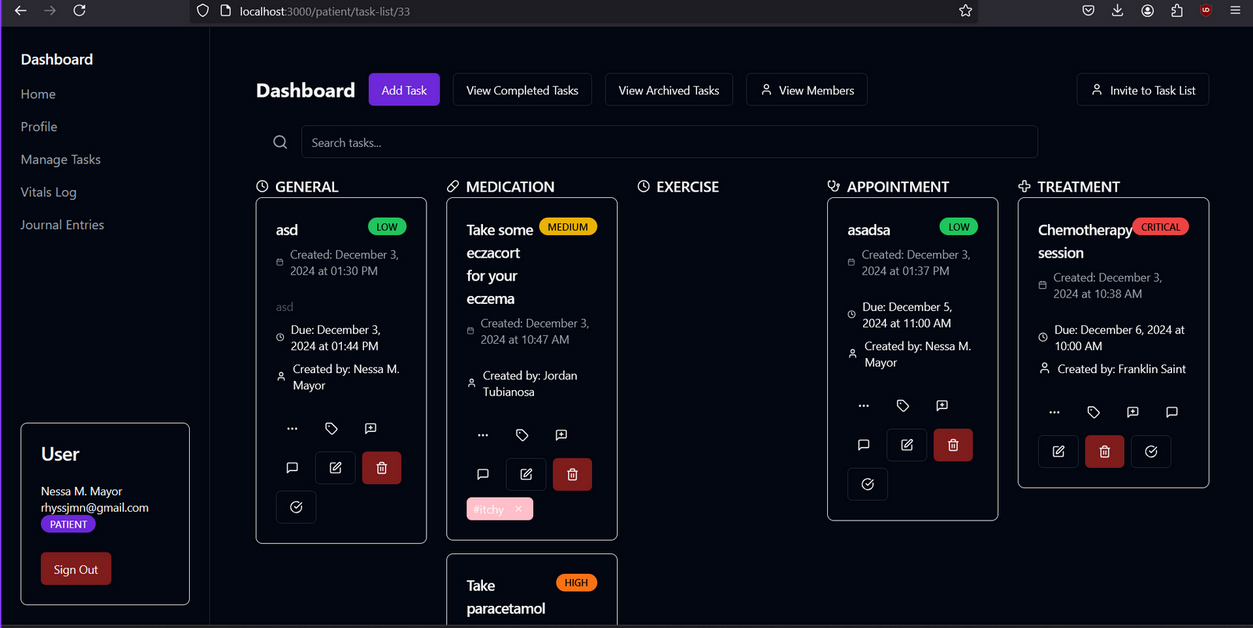 localhost:3000/patient/task-list/33
Dashboard
Home
Profile
Manage Tasks
Vitals Log
Journal Entries
User
Nessa M. Mayor
rhyssjmn@gmail.com
PATIENT
Sign Out
Dashboard
Add Task
View Completed Tasks
View Archived Tasks
View Members
Invite to Task List
Search tasks...
GENERAL
asd
LOW
Created: December 3,
2024 at 01:30 PM
asd
Due: December 3,
2024 at 01:44 PM
Created by: Nessa M.
Mayor
MEDICATION
Take some
MEDIUM
eczacort
for your
eczema
Created: December 3,
2024 at 10:47 AM
Created by: Jordan
Tubianosa
#itchy
Take
HIGH
paracetamol
EXERCISE
APPOINTMENT
asadsa
LOW
Created: December 3,
2024 at 01:37 PM
Due: December 5,
2024 at 11:00 AM
Created by: Nessa M.
Mayor
TREATMENT
Chemotherapy
CRITICAL
session
Created: December 3,
2024 at 10:38 AM
Due: December 6, 2024 at
10:00 AM
Created by: Franklin Saint